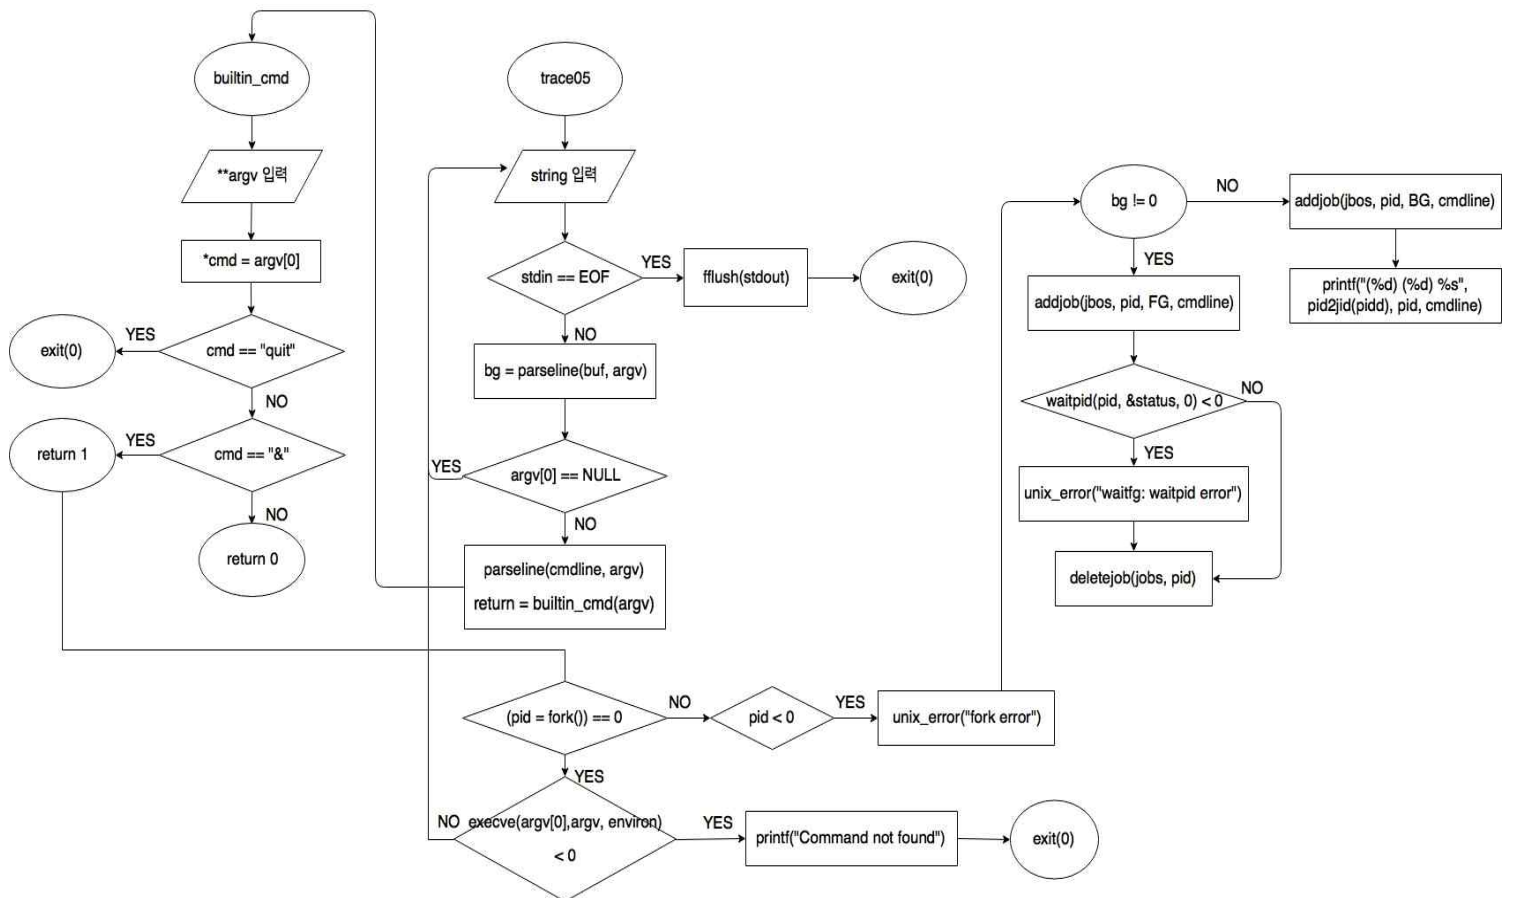 builtin_cmd
**argv 입력
*cmd = argv[0]
cmd == "quit"
YES
exit(0)
NO
cmd == "&"
YES
return 1
NO
return 0
trace05
string 입력
stdin == EOF
YES
fflush(stdout)
exit(0)
NO
bg = parseline(buf, argv)
argv[0] == NULL
YES
NO
parseline(cmdline, argv)
return = builtin_cmd(argv)
(pid = fork()) == 0
NO
pid < 0
YES
unix_error("fork error")
YES
execve(argv[0],argv, environ)
< 0
NO
YES
printf("Command not found")
exit(0)
bg != 0
NO
addjob(jbos, pid, BG, cmdline)
printf("(%d) (%d) %s",
pid2jid(pidd), pid, cmdline)
YES
addjob(jbos, pid, FG, cmdline)
waitpid(pid, &status, 0) < 0
NO
YES
unix_error("waitfg: waitpid error")
deletejob(jobs, pid)